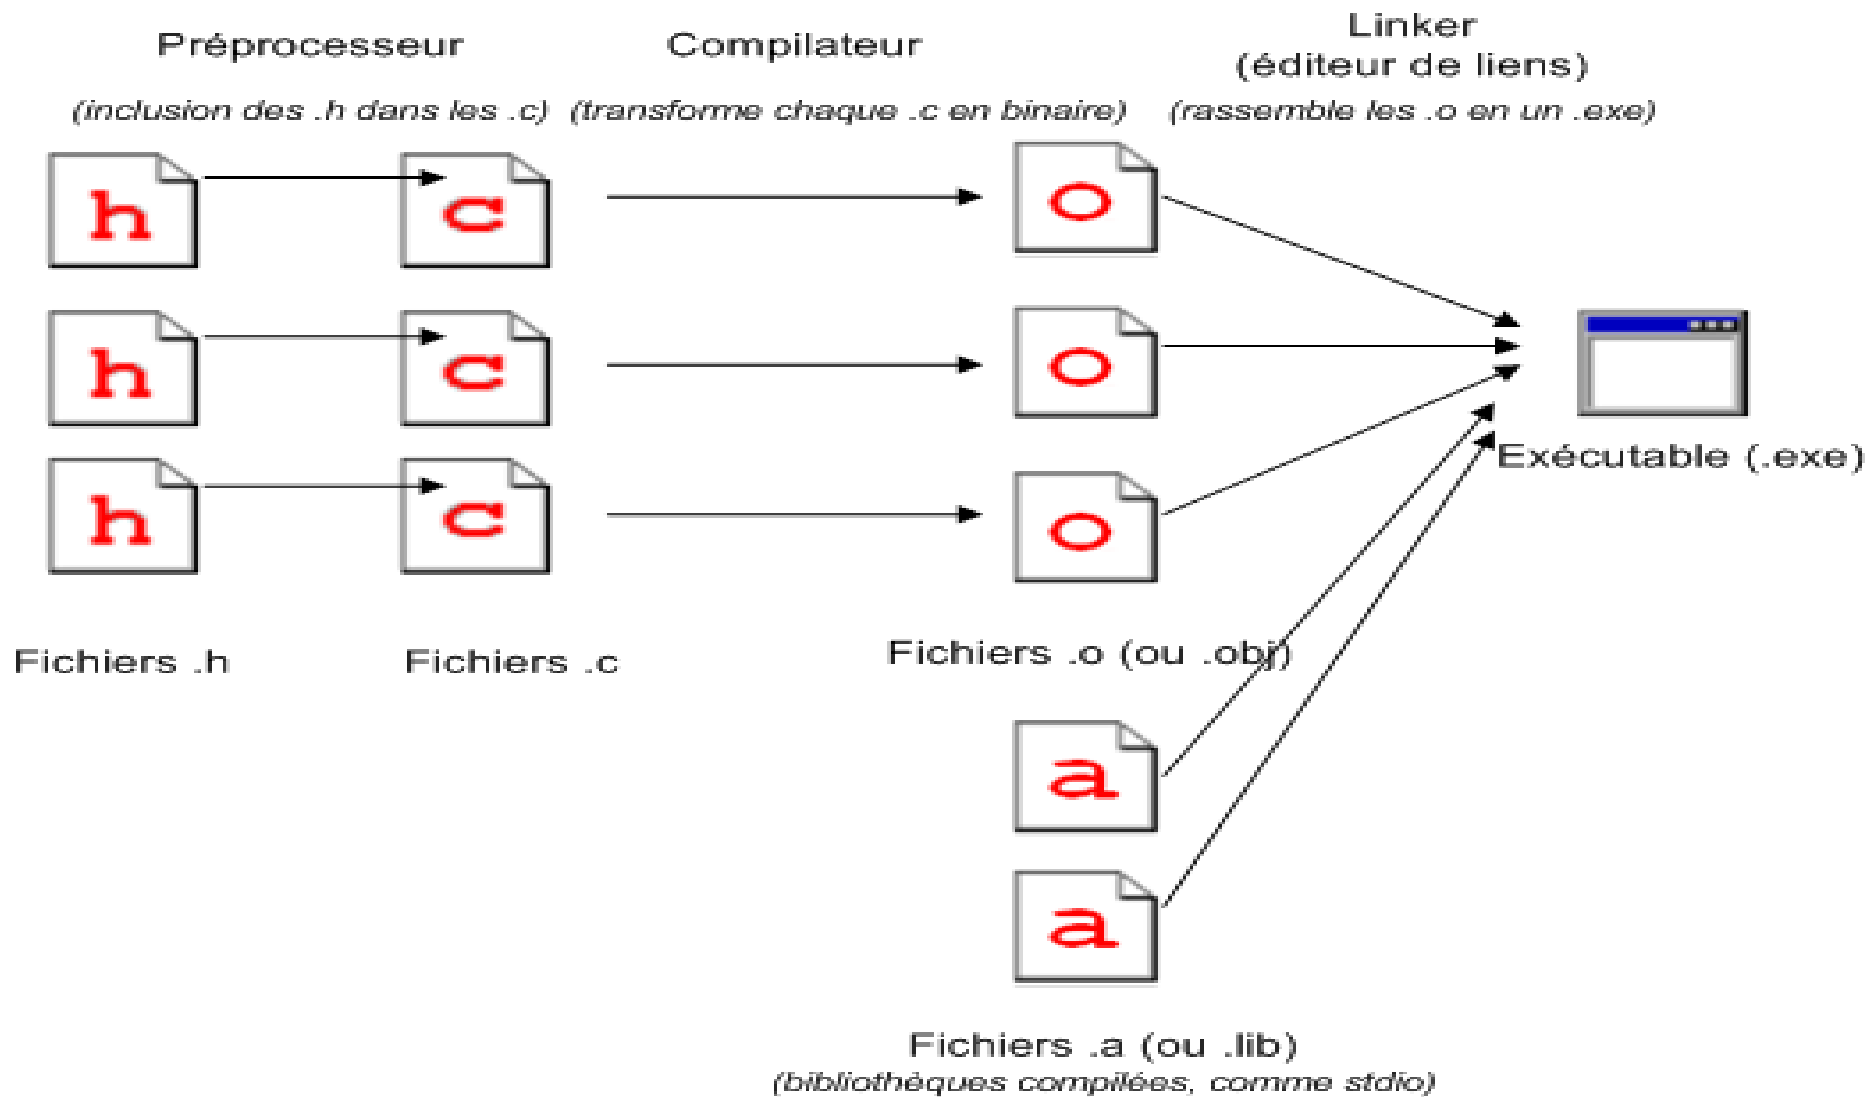 Préprocesseur
(inclusion des .h dans les .c)
Compilateur
(transforme chaque .c en binaire)
Linker
(éditeur de liens)
(rassemble les .o en un .exe)
h
c
o
h
c
o
h
c
o
Exécutable (.exe)
Fichiers .h
Fichiers .c
Fichiers .o (ou .obj)
a
a
Fichiers .a (ou .lib)
(bibliothèques compilées, comme stdio)